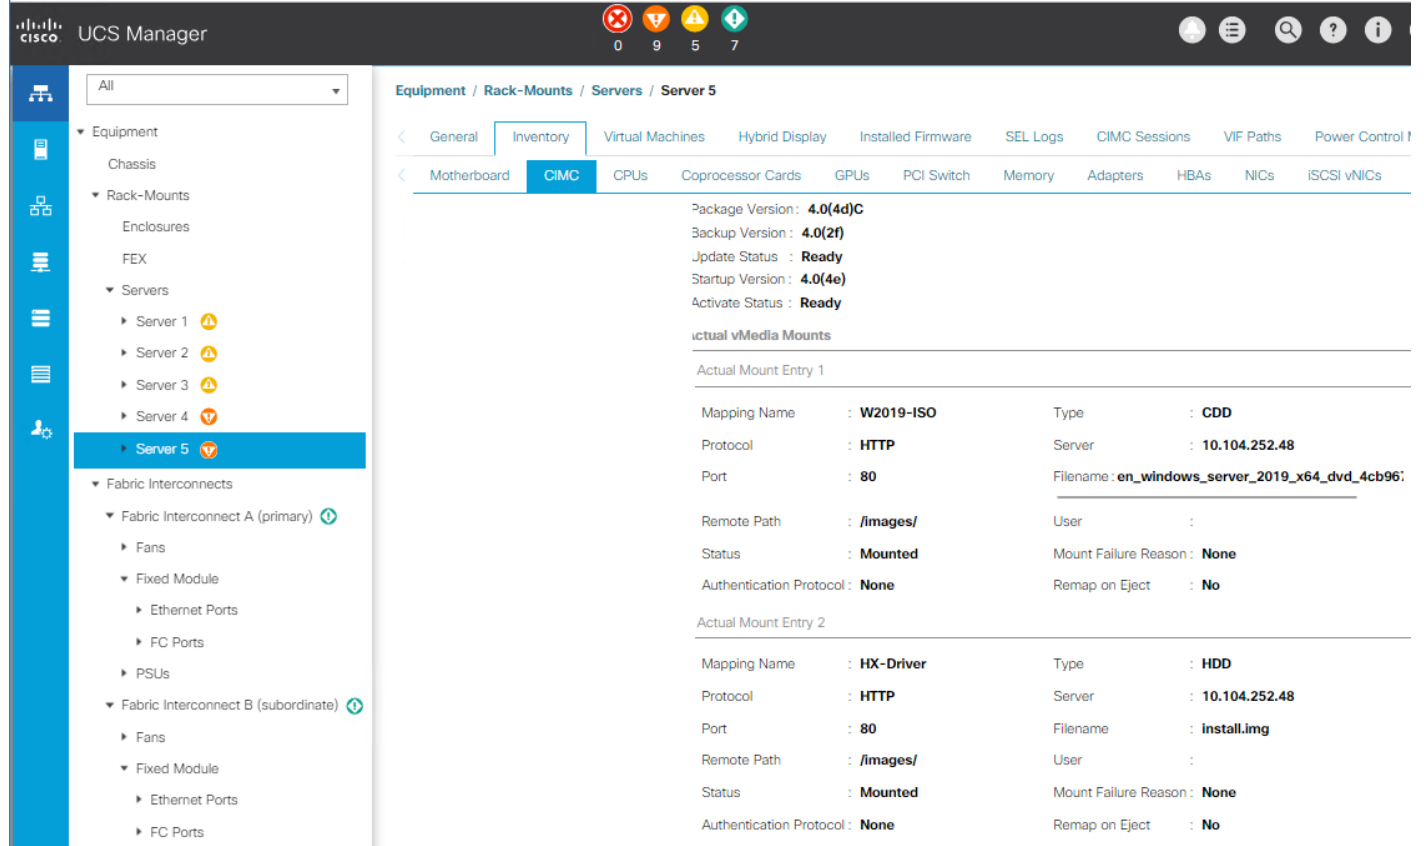 cisco. UCS Manager
0 9 5 7
All
Equipment
Chassis
Rack-Mounts
Enclosures
FEX
Servers
Server 1
Server 2
Server 3
Server 4
Server 5
Fabric Interconnects
Fabric Interconnect A (primary)
Fans
Fixed Module
Ethernet Ports
FC Ports
PSUs
Fabric Interconnect B (subordinate)
Fans
Fixed Module
Ethernet Ports
FC Ports
Equipment / Rack-Mounts / Servers / Server 5
General Inventory Virtual Machines Hybrid Display Installed Firmware SEL Logs CIMC Sessions VIF Paths Power Control M
Motherboard CIMC CPUs Coprocessor Cards GPUs PCI Switch Memory Adapters HBAs NICs iSCSI vNICs
Package Version : 4.0(4d)C
Backup Version : 4.0(2f)
Update Status : Ready
Startup Version : 4.0(4e)
Activate Status : Ready
Actual vMedia Mounts
Actual Mount Entry 1
Mapping Name : W2019-ISO Type : CDD
Protocol : HTTP Server : 10.104.252.48
Port : 80 Filename : en_windows_server_2019_x64_dvd_4cb967
Remote Path : /images/ User :
Status : Mounted Mount Failure Reason : None
Authentication Protocol : None Remap on Eject : No
Actual Mount Entry 2
Mapping Name : HX-Driver Type : HDD
Protocol : HTTP Server : 10.104.252.48
Port : 80 Filename : install.img
Remote Path : /images/ User :
Status : Mounted Mount Failure Reason : None
Authentication Protocol : None Remap on Eject : No